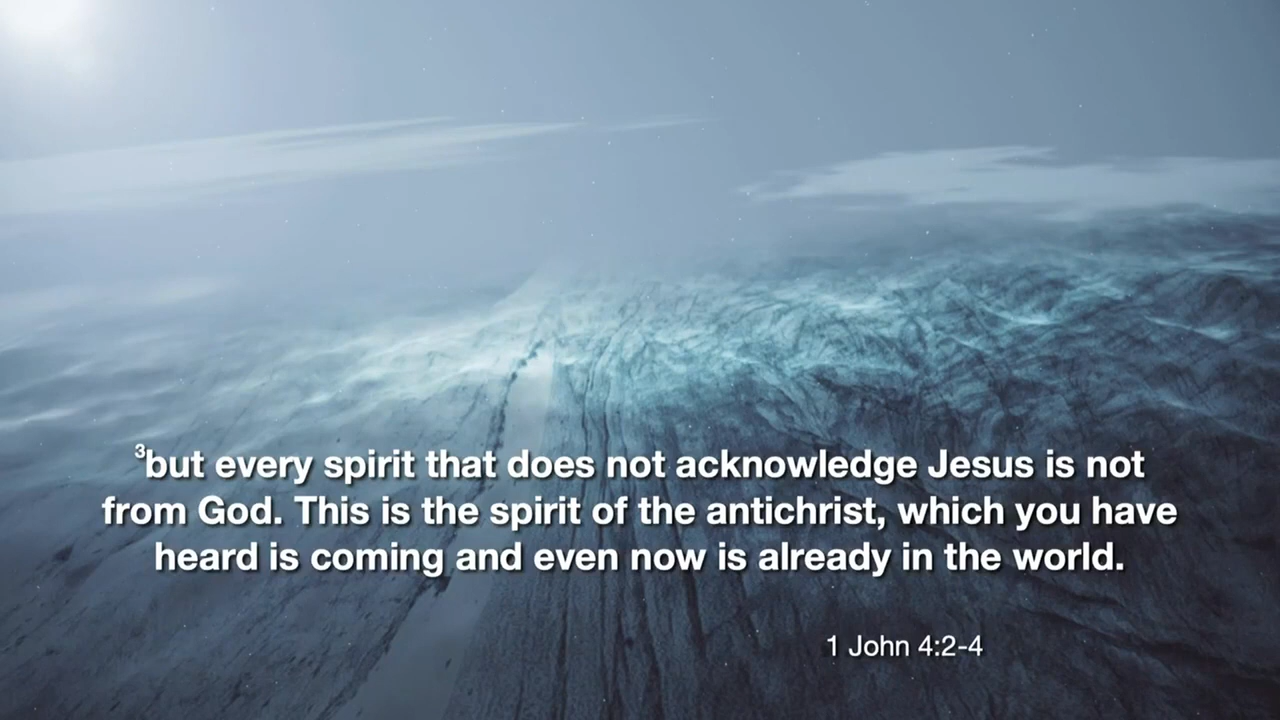 ³but every spirit that does not acknowledge Jesus is not
from God. This is the spirit of the antichrist, which you have
heard is coming and even now is already in the world.
1 John 4:2-4